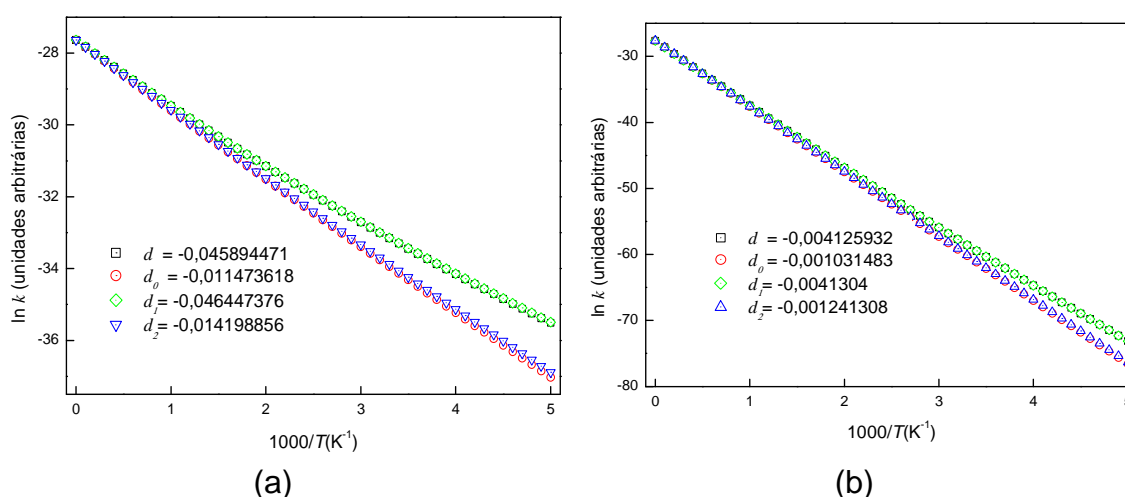 -28
-30
-32
-34
-36
ln k (unidades arbitrárias)
d = -0,045894471
d0 = -0,011473618
d1 = -0,046447376
d2 = -0,014198856
0 1 2 3 4 5
1000/T(K-1)
(a)
-30
-40
-50
-60
-70
-80
ln k (unidades arbitrárias)
d = -0,004125932
d0 = -0,001031483
d1 = -0,0041304
d2 = -0,001241308
0 1 2 3 4 5
1000/T(K-1)
(b)